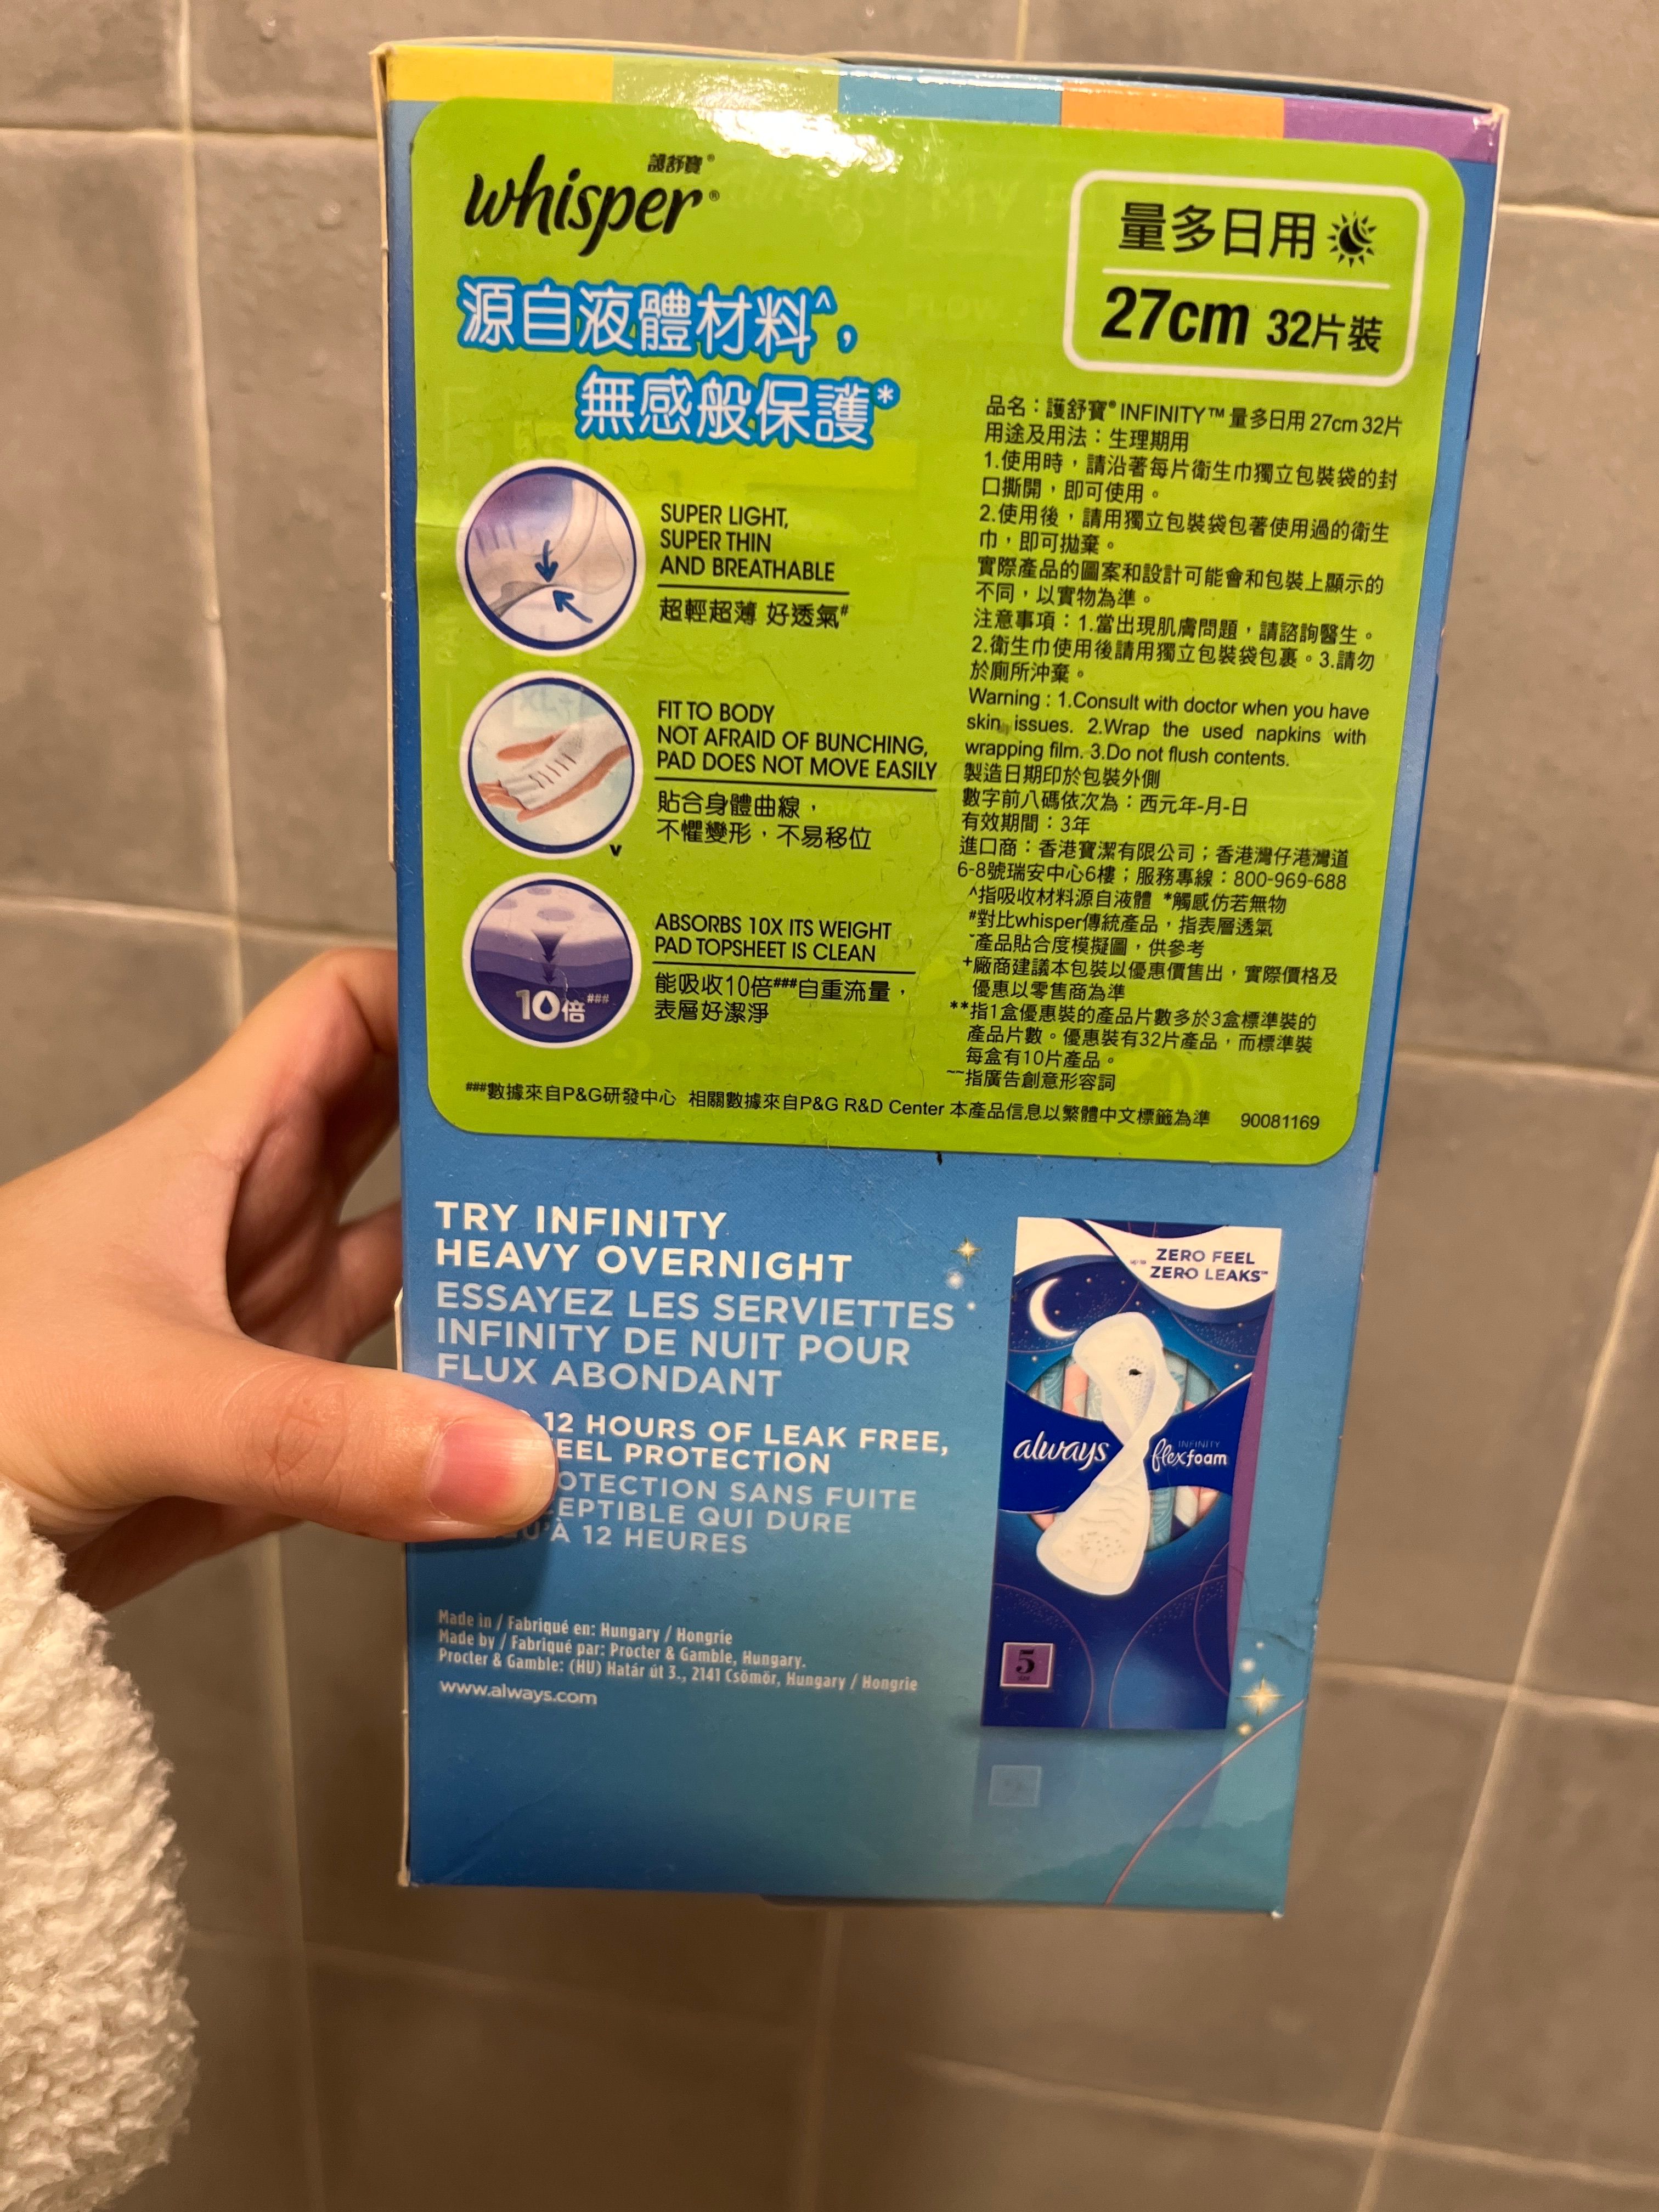 護舒寶®
whisper®
量多日用
27cm 32片裝
源自液體材料^，
無感般保護*
SUPER LIGHT,
SUPER THIN
AND BREATHABLE
超輕超薄 好透氣#
FIT TO BODY
NOT AFRAID OF BUNCHING,
PAD DOES NOT MOVE EASILY
貼合身體曲線，
不懼變形，不易移位
v
ABSORBS 10X ITS WEIGHT
PAD TOPSHEET IS CLEAN
能吸收10倍###自重流量，
表層好潔淨
10倍###
品名：護舒寶® INFINITY™ 量多日用 27cm 32片
用途及用法：生理期用
1.使用時，請沿著每片衛生巾獨立包裝袋的封
口撕開，即可使用。
2.使用後，請用獨立包裝袋包著使用過的衛生
巾，即可拋棄。
實際產品的圖案和設計可能會和包裝上顯示的
不同，以實物為準。
注意事項：1.當出現肌膚問題，請諮詢醫生。
2.衛生巾使用後請用獨立包裝袋包裹。3.請勿
於廁所沖棄。
Warning : 1.Consult with doctor when you have
skin issues. 2.Wrap the used napkins with
wrapping film. 3.Do not flush contents.
製造日期印於包裝外側
數字前八碼依次為：西元年-月-日
有效期間：3年
進口商：香港寶潔有限公司；香港灣仔港灣道
6-8號瑞安中心6樓；服務專線：800-969-688
^指吸收材料源自液體 *觸感仿若無物
#對比whisper傳統產品，指表層透氣
ˇ產品貼合度模擬圖，供參考
+廠商建議本包裝以優惠價售出，實際價格及
優惠以零售商為準
**指1盒優惠裝的產品片數多於3盒標準裝的
產品片數。優惠裝有32片產品，而標準裝
每盒有10片產品。
~~指廣告創意形容詞
###數據來自P&G研發中心 相關數據來自P&G R&D Center 本產品信息以繁體中文標籤為準 90081169
TRY INFINITY
HEAVY OVERNIGHT
ESSAYEZ LES SERVIETTES
INFINITY DE NUIT POUR
FLUX ABONDANT
12 HOURS OF LEAK FREE,
EEL PROTECTION
OTECTION SANS FUITE
EPTIBLE QUI DURE
U'À 12 HEURES
Made in / Fabriqué en: Hungary / Hongrie
Made by / Fabriqué par: Procter & Gamble, Hungary.
Procter & Gamble: (HU) Határ út 3., 2141 Csömör, Hungary / Hongrie
www.always.com
ZERO FEEL
ZERO LEAKS™
always
INFINITY
flexfoam
5